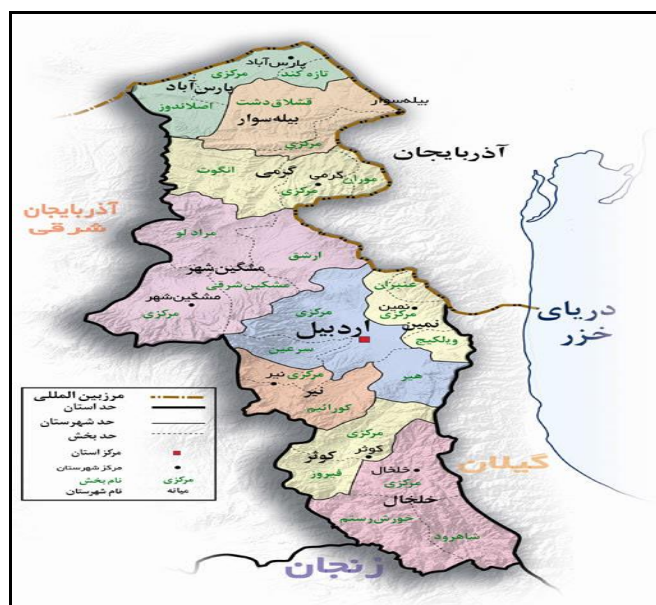 پارس‌آباد
مرکزی
تازه کند
پارس‌آباد
اصلاندوز
قشلاق دشت
بیله‌سوار
بیله‌سوار
مرکزی
آذربایجان
انگوت
گرمی
گرمی
مرکزی
موران
آذربایجان
شرقی
مرادلو
ارشق
مشگین‌شهر
مشگین‌شرقی
مشگین‌شهر
مرکزی
عنبران
نمین
مرکزی
نمین
ویلکیج
دریای
خزر
مرکزی
اردبیل
سرعین
هیر
مرکزی
نیر
نیر
کورائیم
مرکزی
کوثر
کوثر
فیروز
گیلان
خلخال
مرکزی
خلخال
خورش‌رستم
شاهرود
زنجان
مرزبین المللی
حد استان
حد شهرستان
حد بخش
مرکز استان
مرکز شهرستان
نام بخش مرکزی
نام شهرستان میانه